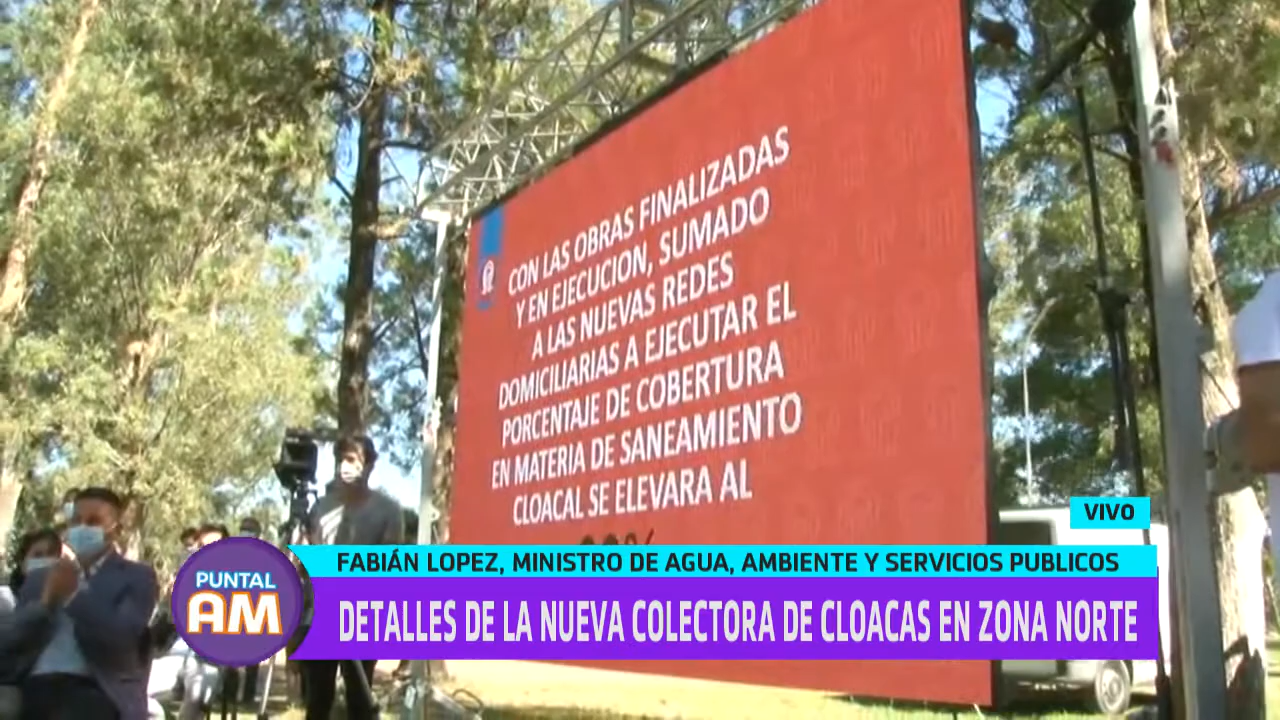 CON LAS OBRAS FINALIZADAS
Y EN EJECUCION, SUMADO
A LAS NUEVAS REDES
DOMICILIARIAS A EJECUTAR EL
PORCENTAJE DE COBERTURA
EN MATERIA DE SANEAMIENTO
CLOACAL SE ELEVARA AL
VIVO
FABIÁN LOPEZ, MINISTRO DE AGUA, AMBIENTE Y SERVICIOS PUBLICOS
PUNTAL
AM
DETALLES DE LA NUEVA COLECTORA DE CLOACAS EN ZONA NORTE